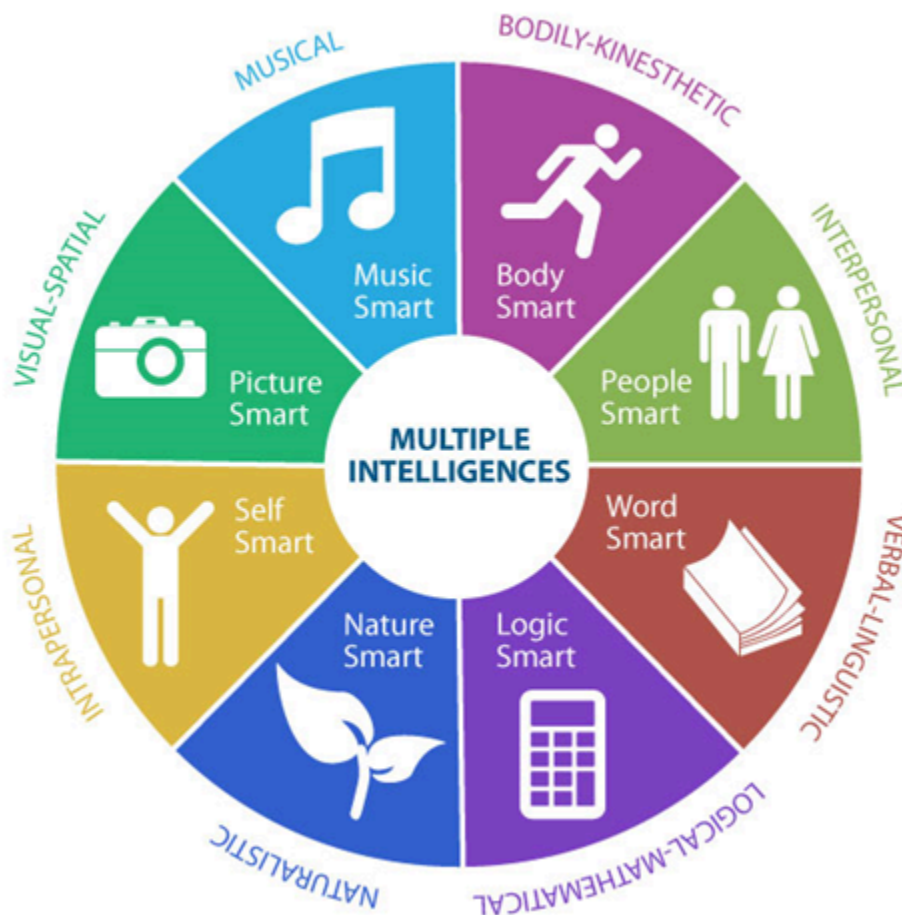 MUSICAL
BODILY-KINESTHETIC
INTERPERSONAL
VERBAL-LINGUISTIC
LOGICAL-MATHEMATICAL
NATURALISTIC
INTRAPERSONAL
VISUAL-SPATIAL
Music
Smart
Body
Smart
People
Smart
Word
Smart
Logic
Smart
Nature
Smart
Self
Smart
Picture
Smart
MULTIPLE
INTELLIGENCES